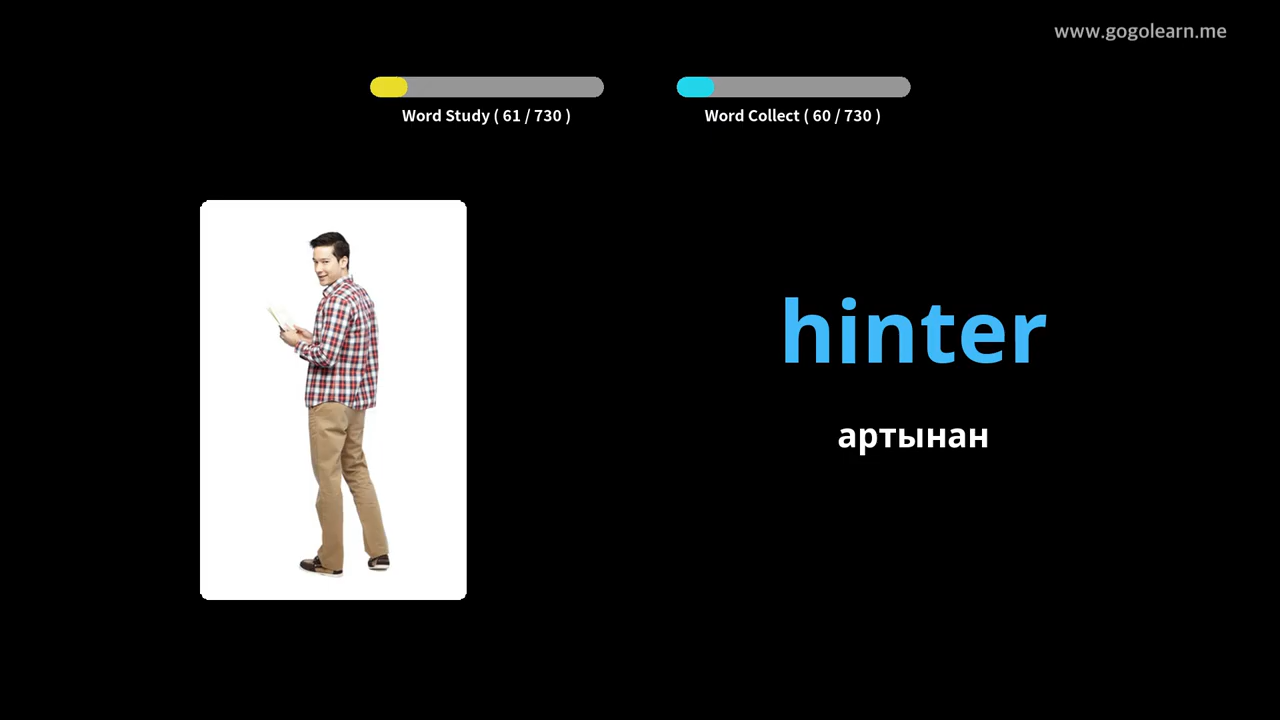 www.gogolearn.me
Word Study ( 61 / 730 )
Word Collect ( 60 / 730 )
hinter
артынан